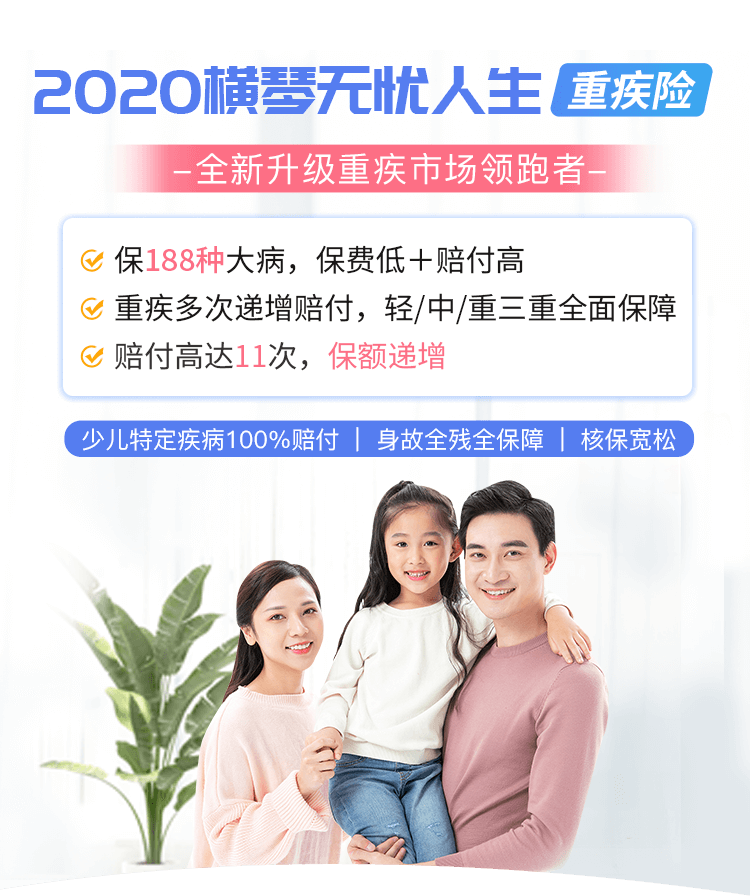 2020横琴无忧人生 重疾险
–全新升级重疾市场领跑者–
保188种大病，保费低＋赔付高
重疾多次递增赔付，轻/中/重三重全面保障
赔付高达11次，保额递增
少儿特定疾病100%赔付 | 身故全残全保障 | 核保宽松